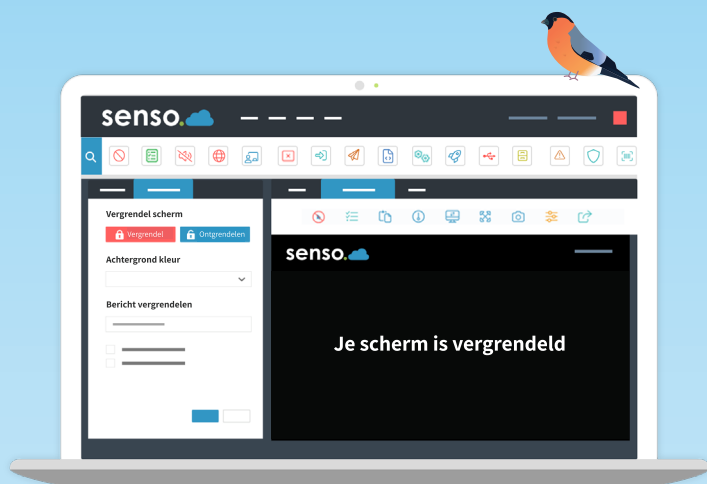 senso.
Vergrendel scherm
Vergrendel
Ontgrendelen
Achtergrond kleur
Bericht vergrendelen
senso.
Je scherm is vergrendeld